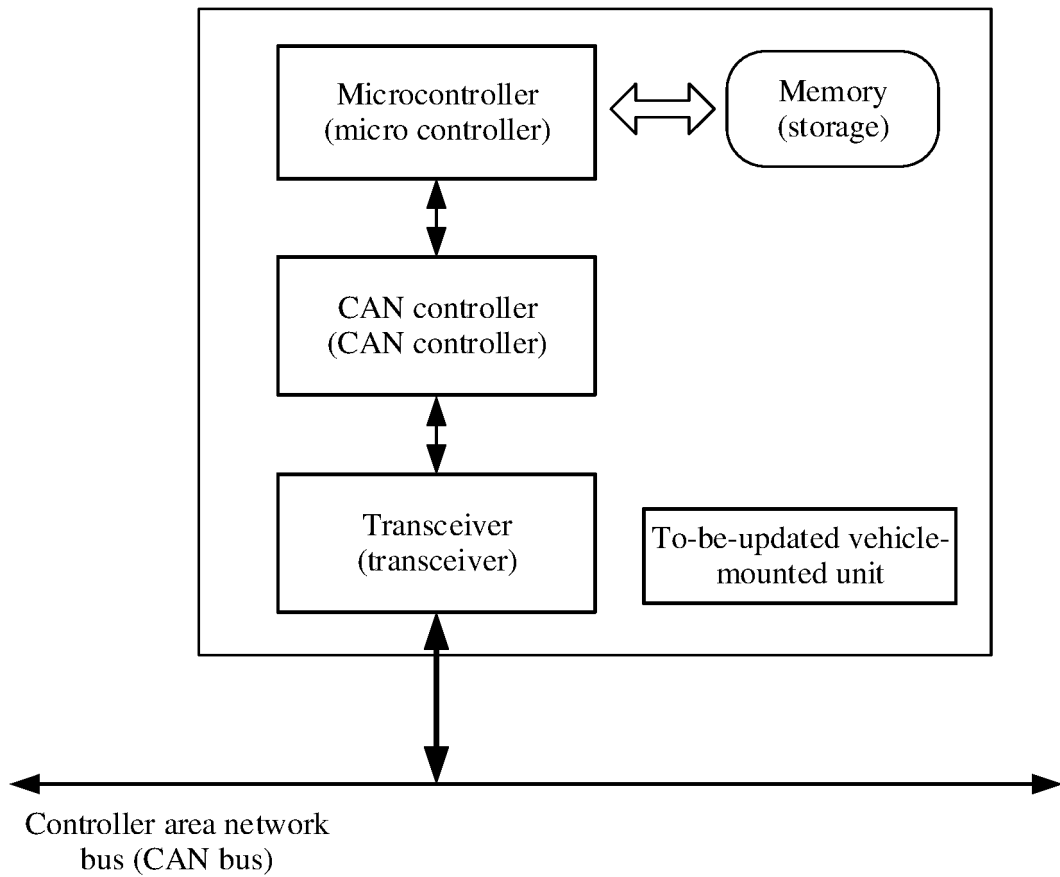 Microcontroller
(micro controller)
Memory
(storage)
CAN controller
(CAN controller)
Transceiver
(transceiver)
To-be-updated vehicle-
mounted unit
Controller area network
bus (CAN bus)